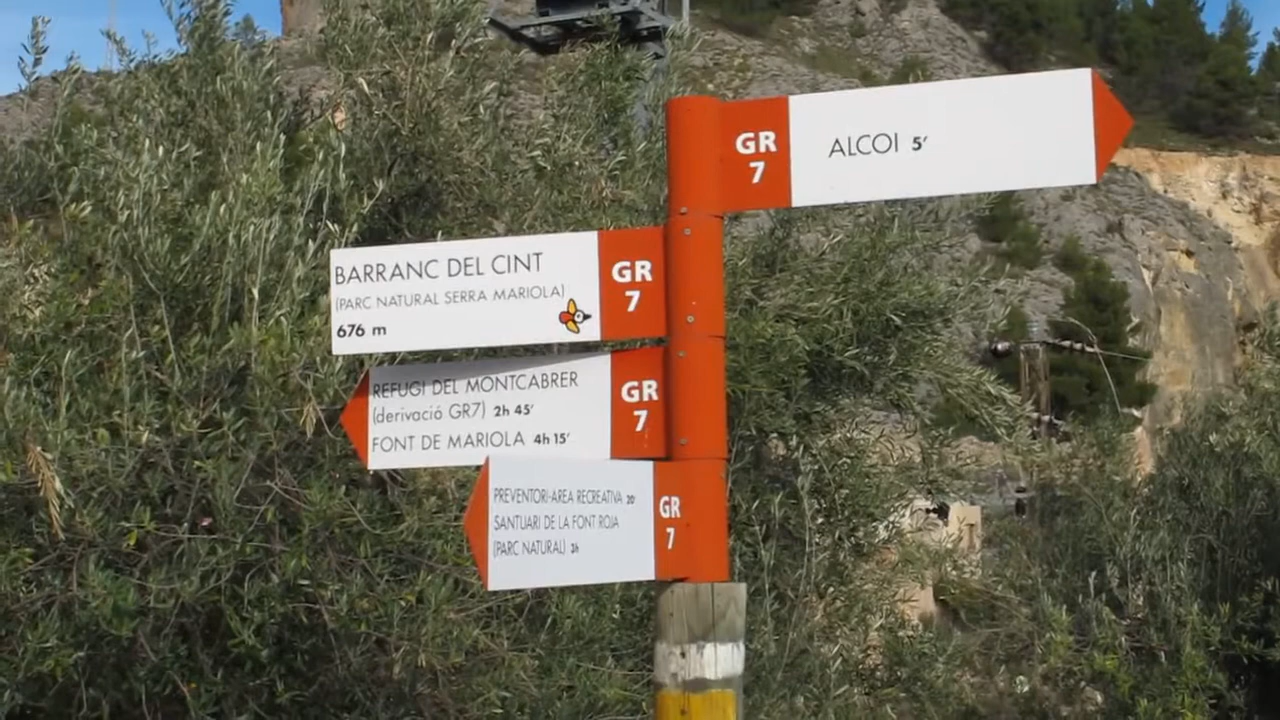 GR
7
ALCOI 5'
BARRANC DEL CINT
(PARC NATURAL SERRA MARIOLA)
676 m
GR
7
REFUGI DEL MONTCABRER
(derivació GR7) 2h 45'
FONT DE MARIOLA 4h 15'
GR
7
PREVENTORI-AREA RECREATIVA 20'
SANTUARI DE LA FONT ROJA
(PARC NATURAL) 3h
GR
7